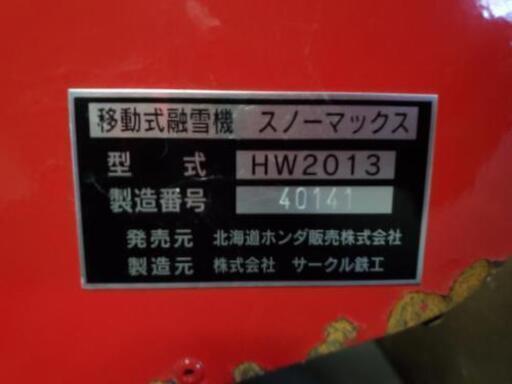 移動式融雪機 スノーマックス
型 式 HW2013
製造番号 40141
発売元 北海道ホンダ販売株式会社
製造元 株式会社 サークル鉄工